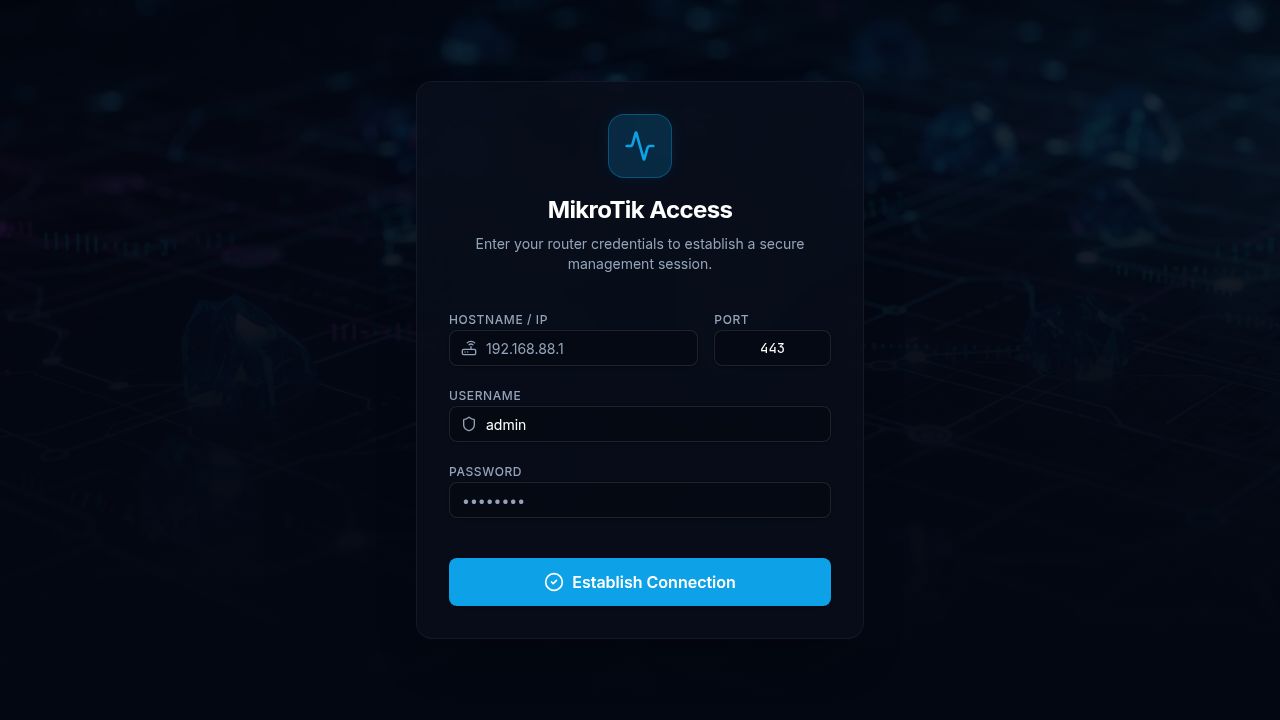 MikroTik Access
Enter your router credentials to establish a secure
management session.
HOSTNAME / IP
PORT
192.168.88.1
443
USERNAME
admin
PASSWORD
••••••••
Establish Connection